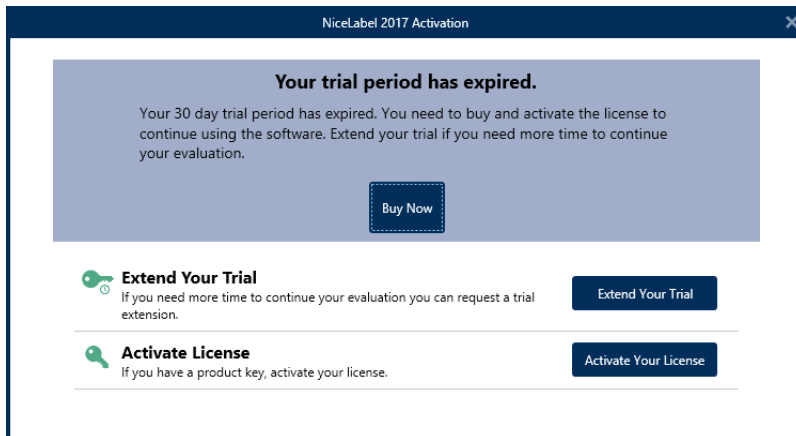 NiceLabel 2017 Activation
Your trial period has expired.
Your 30 day trial period has expired. You need to buy and activate the license to
continue using the software. Extend your trial if you need more time to continue
your evaluation.
Buy Now
Extend Your Trial
If you need more time to continue your evaluation you can request a trial
extension.
Extend Your Trial
Activate License
If you have a product key, activate your license.
Activate Your License